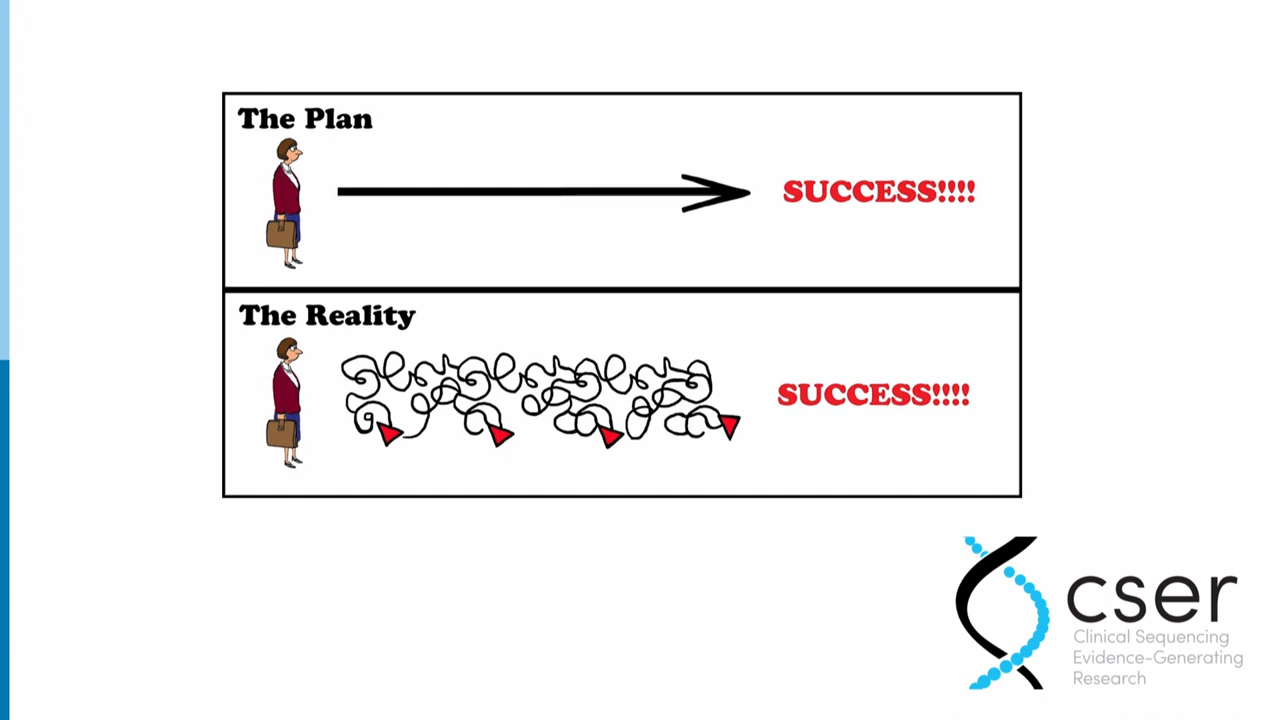 The Plan
SUCCESS!!!!
The Reality
SUCCESS!!!!
cser
Clinical Sequencing
Evidence-Generating
Research